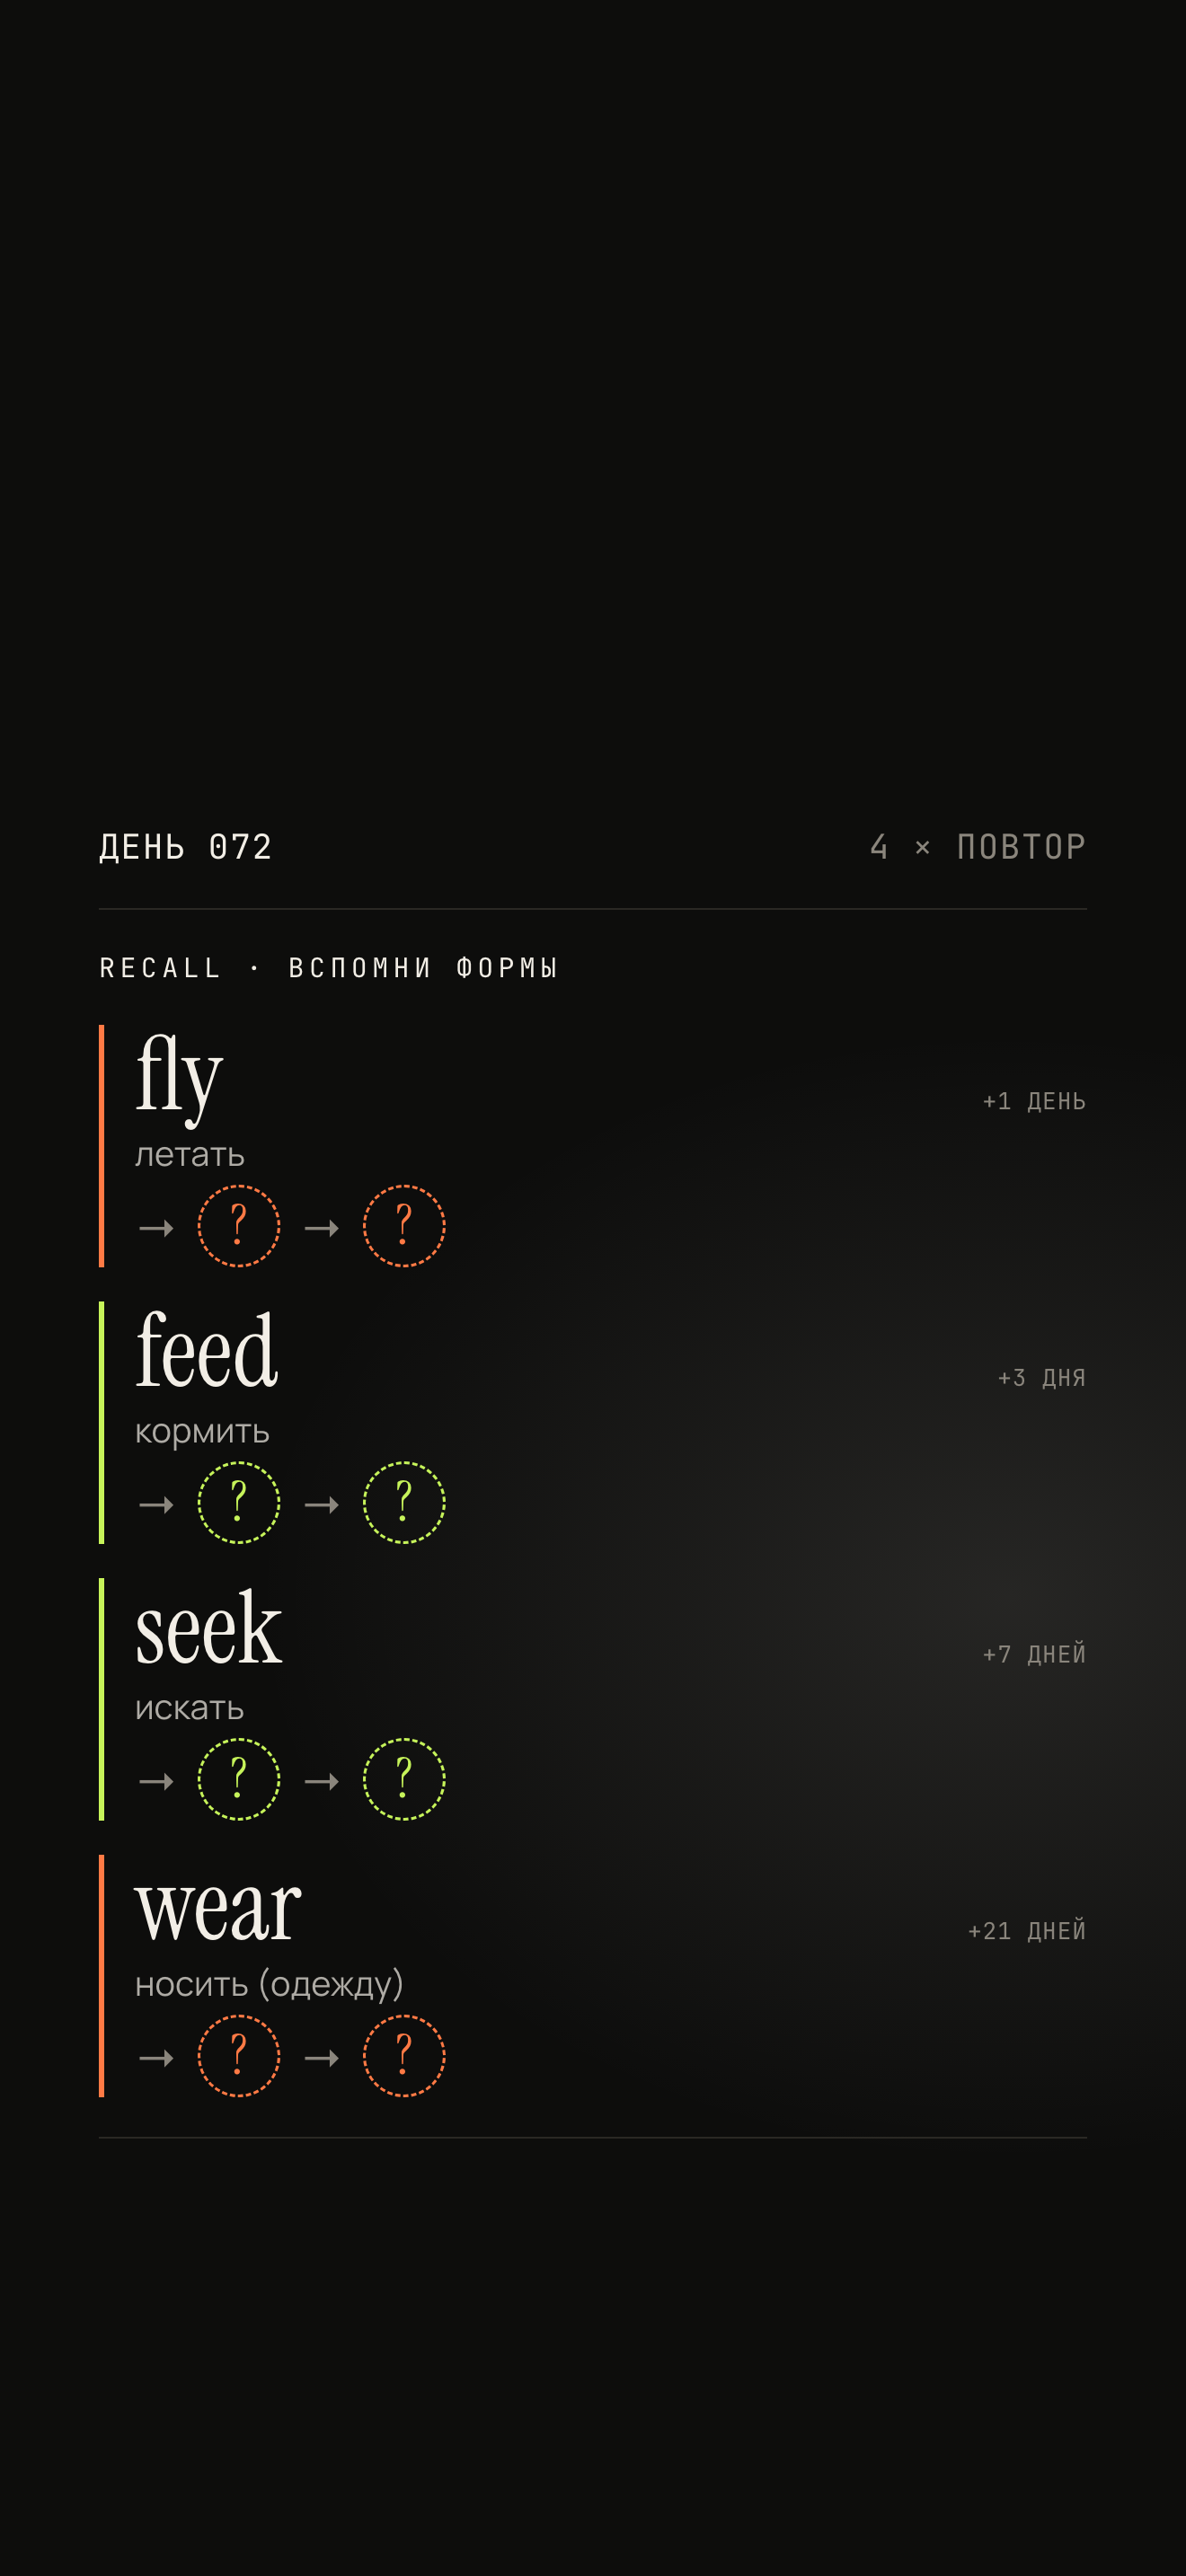 ДЕНЬ 072
4 × ПОВТОР
RECALL · ВСПОМНИ ФОРМЫ
fly
+1 ДЕНЬ
летать
→ ? → ?
feed
+3 ДНЯ
кормить
→ ? → ?
seek
+7 ДНЕЙ
искать
→ ? → ?
wear
+21 ДНЕЙ
носить (одежду)
→ ? → ?